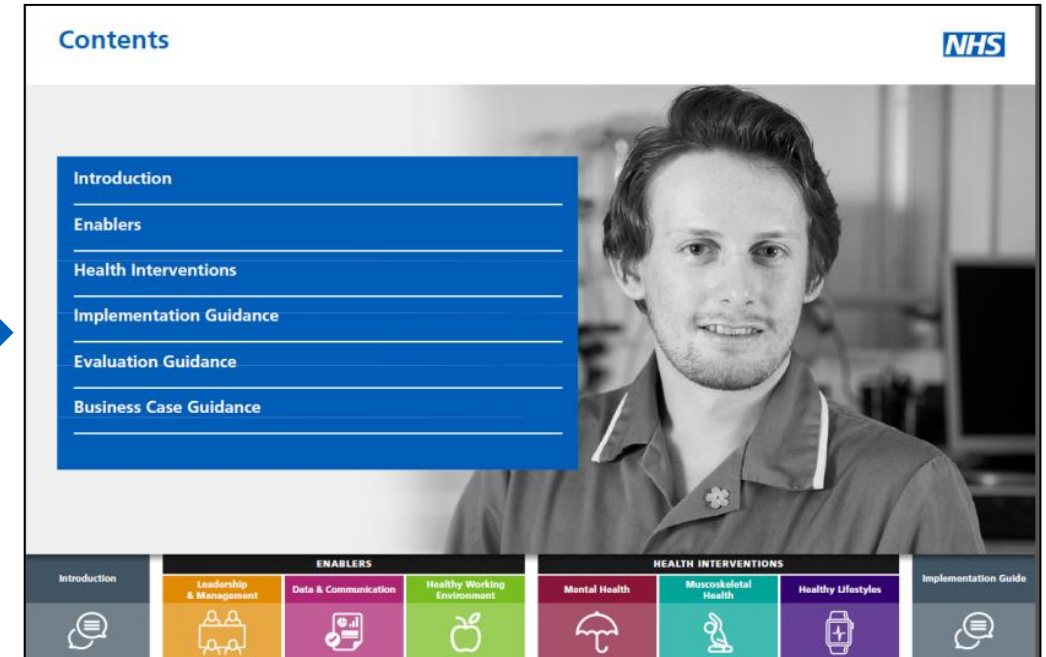 Contents
NHS
Introduction
Enablers
Health Interventions
Implementation Guidance
Evaluation Guidance
Business Case Guidance
Introduction
ENABLERS
Leadership
& Management
Data & Communication
Healthy Working
Environment
HEALTH INTERVENTIONS
Mental Health
Muscoskeletal
Health
Healthy Lifestyles
Implementation Guide